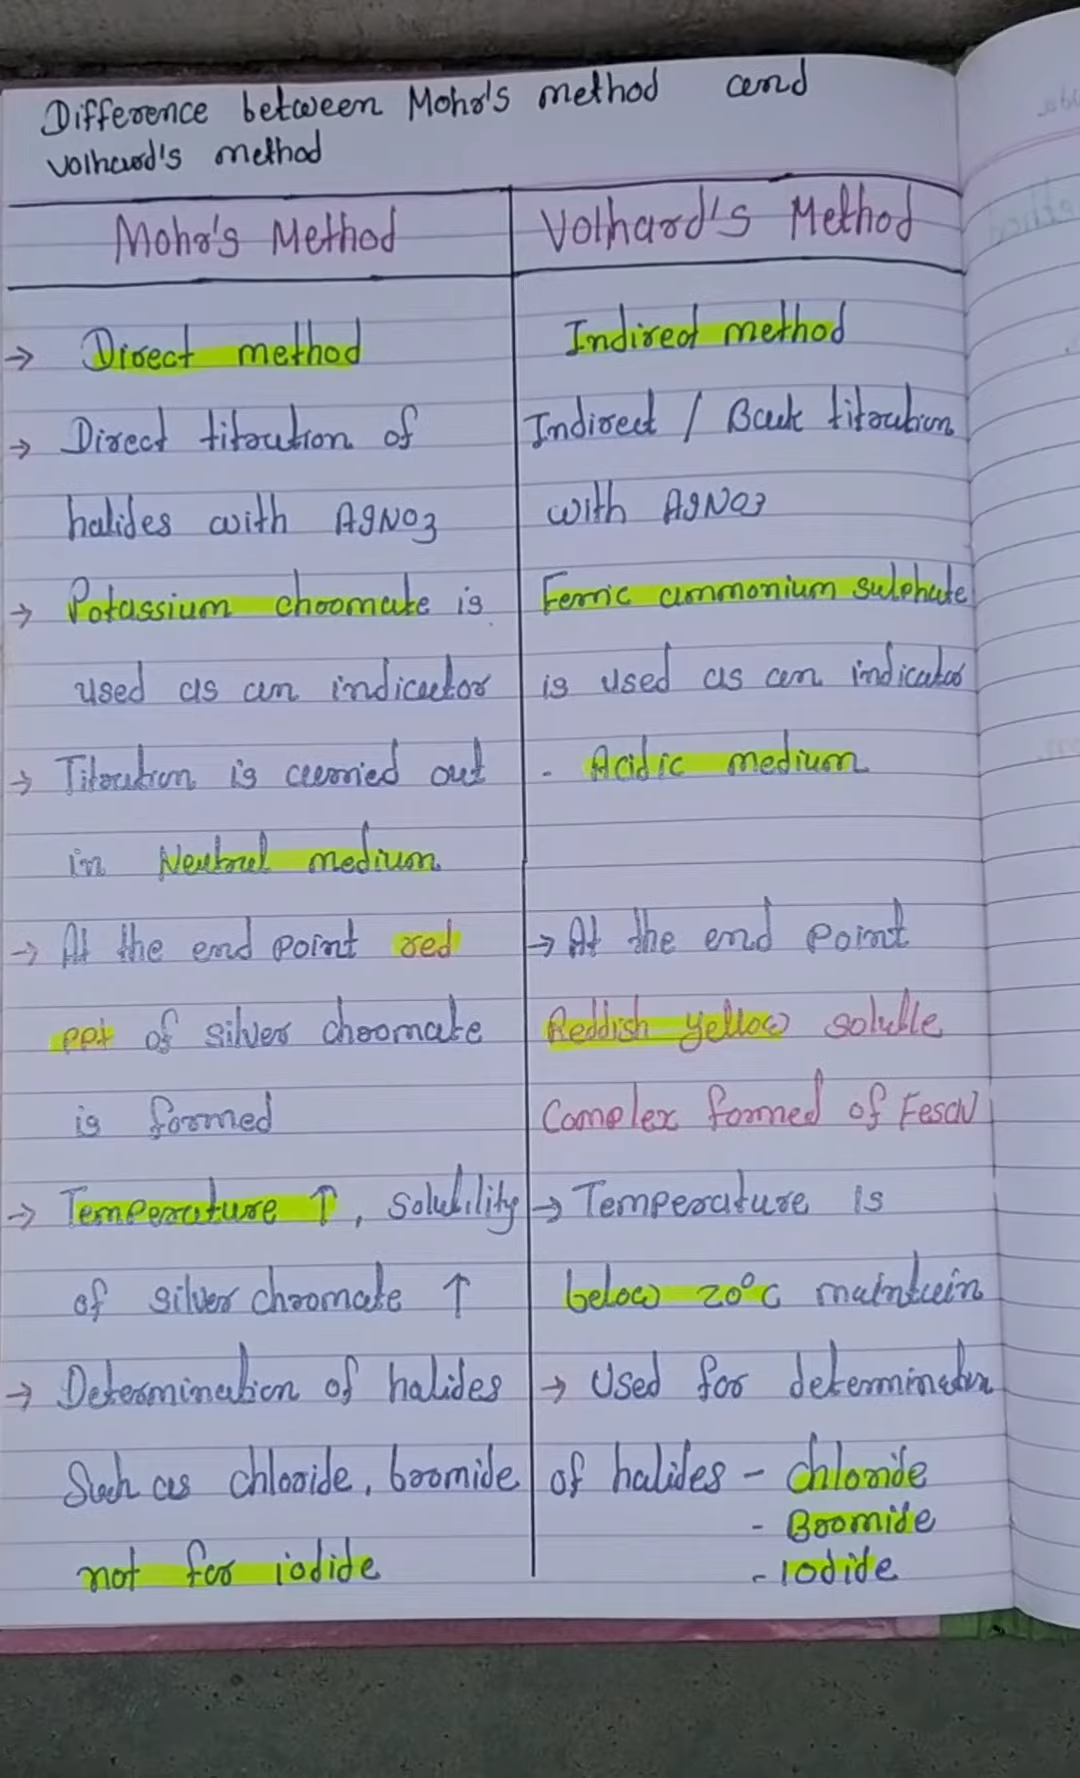 Difference between Mohr's method and
Volhard's method
Mohr's Method
Volhard's Method
→ Direct method
Indirect method
→ Direct titration of
Indirect / Back titration
halides with AgNO3
with AgNO3
→ Potassium chromate is
Ferric ammonium sulphate
used as an indicator
is used as an indicator
→ Titration is carried out
- Acidic medium
in Neutral medium
→ At the end point red
→ At the end point
ppt of silver chromate
Reddish yellow soluble
is formed
Complex formed of FeSCN
→ Temperature ↑, solubility
→ Temperature is
of silver chromate ↑
below 20°C maintain
→ Determination of halides
→ Used for determination
Such as chloride, bromide
of halides - chloride
- Bromide
not for iodide
- Iodide